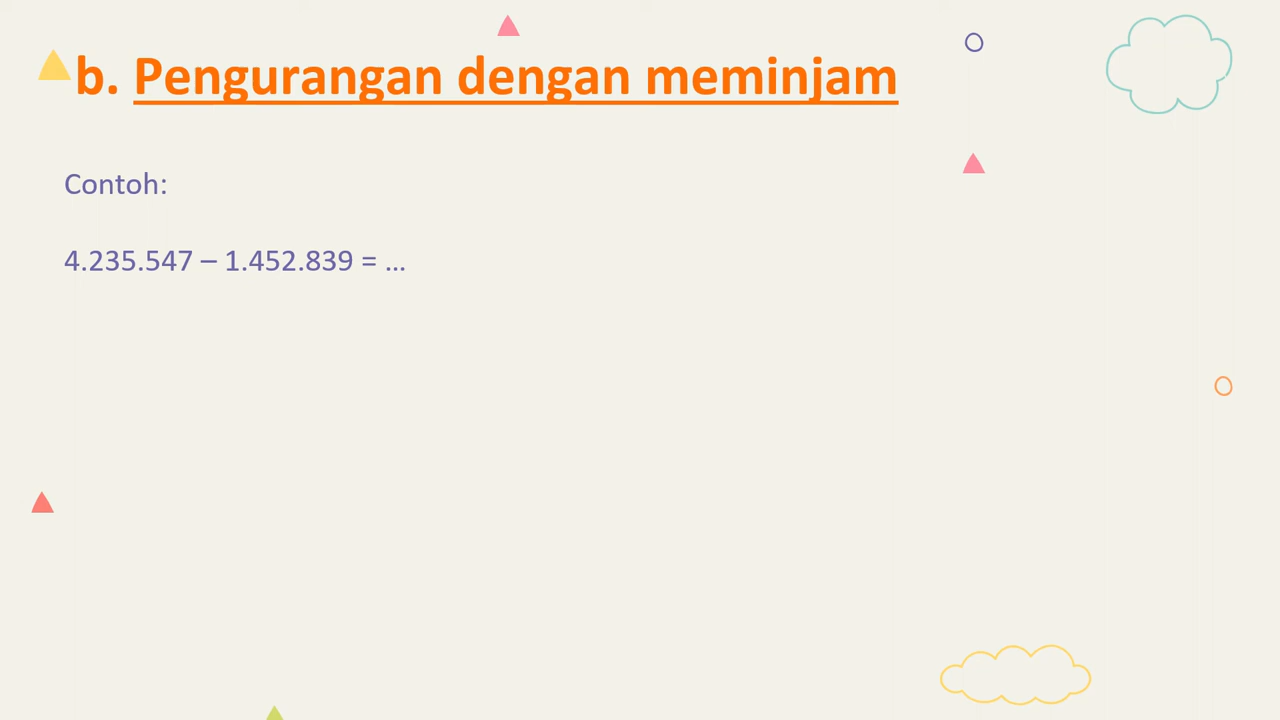 b. Pengurangan dengan meminjam
Contoh:
4.235.547 – 1.452.839 = ...